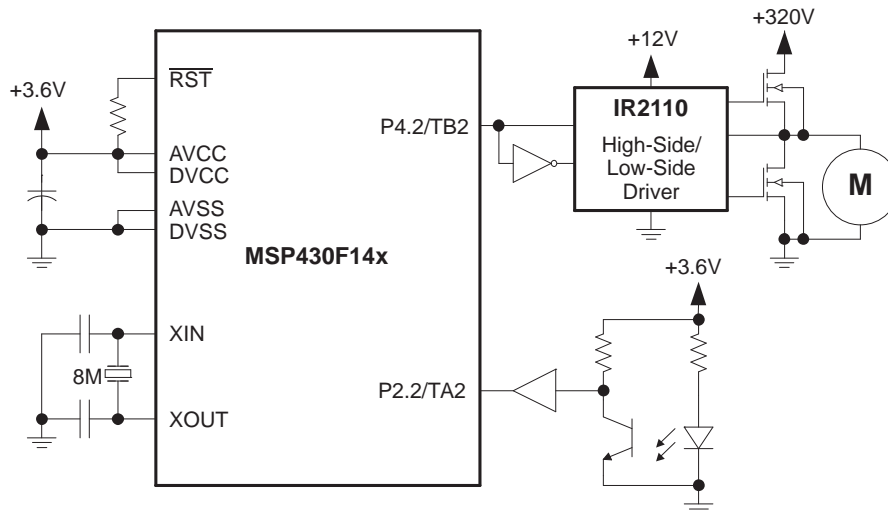 +320V
+12V
RST
+3.6V
IR2110
P4.2/TB2
High-Side/
Low-Side
Driver
AVCC
DVCC
M
AVSS
DVSS
MSP430F14x
+3.6V
XIN
8M
P2.2/TA2
XOUT